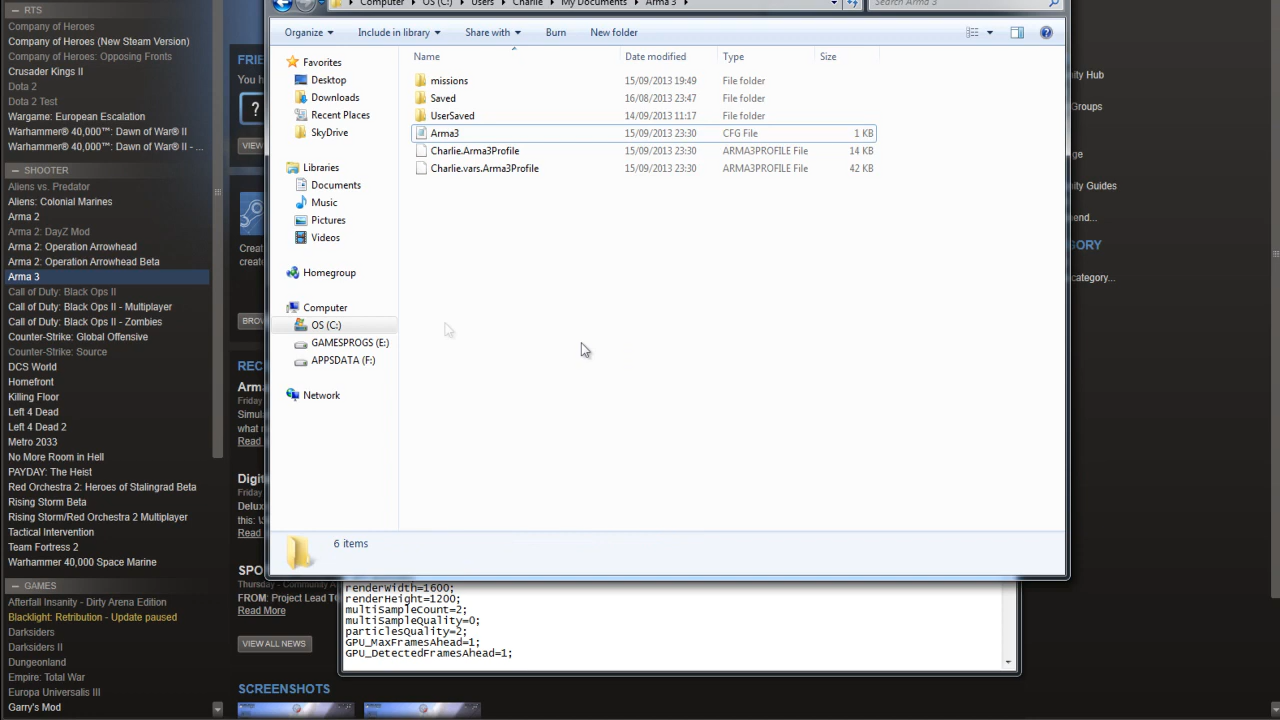 RTS
Company of Heroes
Company of Heroes (New Steam Version)
Company of Heroes: Opposing Fronts
Crusader Kings II
Dota 2
Dota 2 Test
Wargame: European Escalation
Warhammer® 40,000™: Dawn of War® II
Warhammer® 40,000™: Dawn of War® II - ...
SHOOTER
Aliens vs. Predator
Aliens: Colonial Marines
Arma 2
Arma 2: DayZ Mod
Arma 2: Operation Arrowhead
Arma 2: Operation Arrowhead Beta
Arma 3
Call of Duty: Black Ops II
Call of Duty: Black Ops II - Multiplayer
Call of Duty: Black Ops II - Zombies
Counter-Strike: Global Offensive
Counter-Strike: Source
DCS World
Homefront
Killing Floor
Left 4 Dead
Left 4 Dead 2
Metro 2033
No More Room in Hell
PAYDAY: The Heist
Red Orchestra 2: Heroes of Stalingrad Beta
Rising Storm Beta
Rising Storm/Red Orchestra 2 Multiplayer
Tactical Intervention
Team Fortress 2
Warhammer 40,000 Space Marine
GAMES
Afterfall Insanity - Dirty Arena Edition
Blacklight: Retribution - Update paused
Darksiders
Darksiders II
Dungeonland
Empire: Total War
Europa Universalis III
Garry's Mod
FRIE
You h
?
VIEW
Creat
create
BRO
REC
Arma
Friday
Simula
what n
Read
Digit
Friday
Delux
this: \S
Read
SPO
Thursday - Community A
FROM: Project Lead TO
Read More
VIEW ALL NEWS
SCREENSHOTS
Computer
OS (C:)
Users
Charlie
My Documents
Arma 3
Search Arma 3
Organize
Include in library
Share with
Burn
New folder
Favorites
Desktop
Downloads
Recent Places
SkyDrive
Libraries
Documents
Music
Pictures
Videos
Homegroup
Computer
OS (C:)
GAMESPROGS (E:)
APPSDATA (F:)
Network
Name Date modified Type Size
missions 15/09/2013 19:49 File folder
Saved 16/08/2013 23:47 File folder
UserSaved 14/09/2013 11:17 File folder
Arma3 15/09/2013 23:30 CFG File 1 KB
Charlie.Arma3Profile 15/09/2013 23:30 ARMA3PROFILE File 14 KB
Charlie.vars.Arma3Profile 15/09/2013 23:30 ARMA3PROFILE File 42 KB
6 items
renderWidth=1600;
renderHeight=1200;
multiSampleCount=2;
multiSampleQuality=0;
particlesQuality=2;
GPU_MaxFramesAhead=1;
GPU_DetectedFramesAhead=1;
ity Hub
Groups
ge
ity Guides
end...
GORY
category...